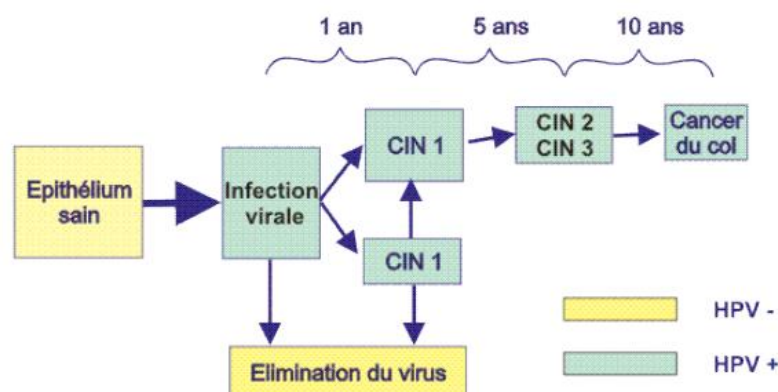 1 an
5 ans
10 ans
Epithélium
sain
Infection
virale
CIN 1
CIN 2
CIN 3
Cancer
du col
CIN 1
HPV -
Elimination du virus
HPV +